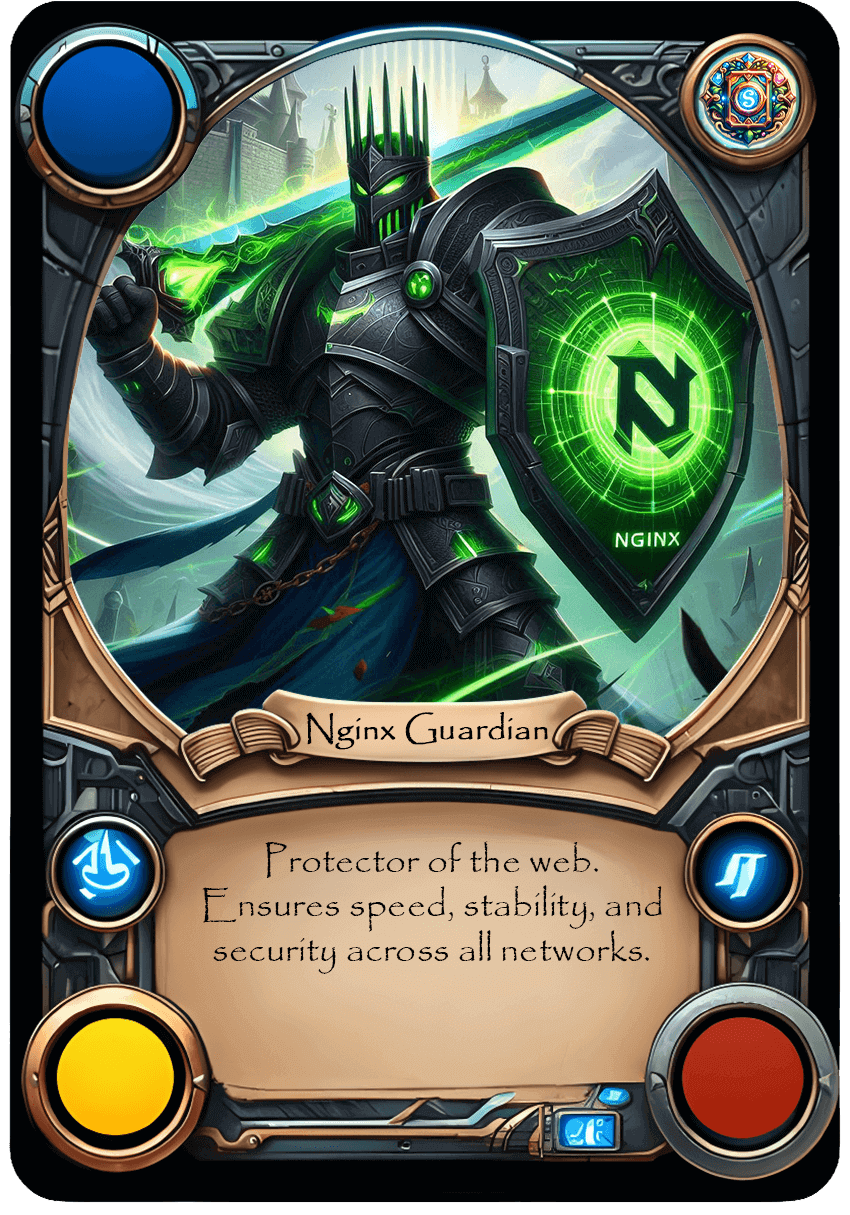 S
N
NGINX
Nginx Guardian
Protector of the web.
Ensures speed, stability, and
security across all networks.